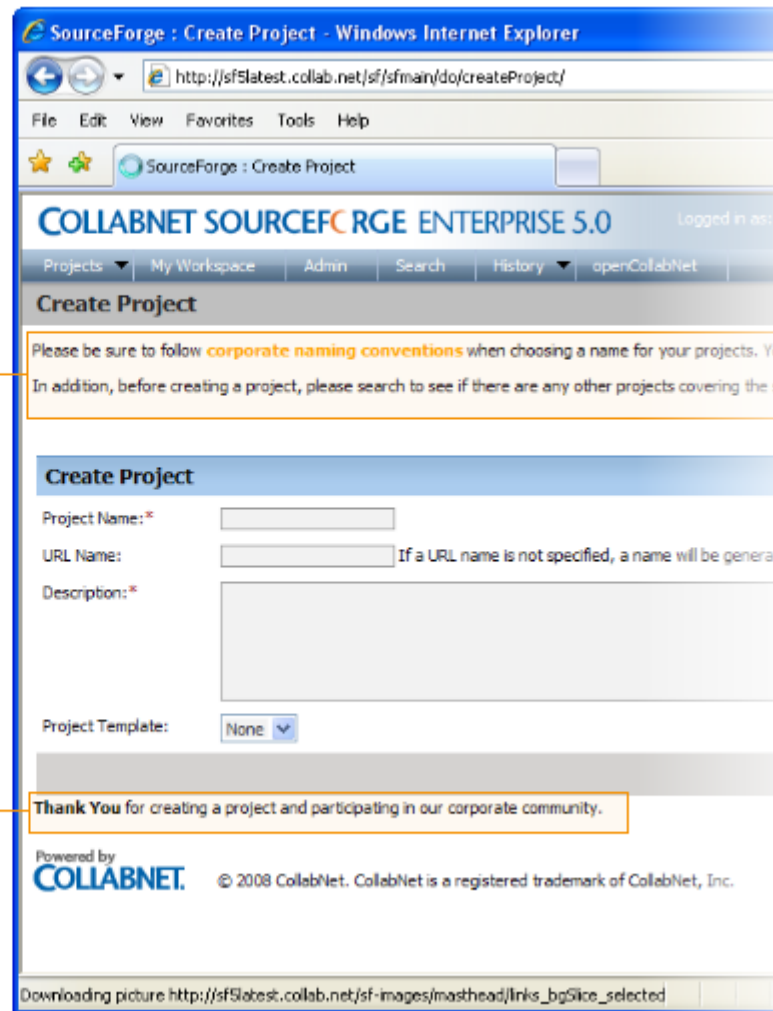 SourceForge : Create Project - Windows Internet Explorer
http://sf5latest.collab.net/sf/sfmain/do/createProject/
File Edit View Favorites Tools Help
SourceForge : Create Project
COLLABNET SOURCEFORGE ENTERPRISE 5.0 Logged in as:
Projects My Workspace Admin Search History openCollabNet
Create Project
Please be sure to follow corporate naming conventions when choosing a name for your projects.
In addition, before creating a project, please search to see if there are any other projects covering the
Create Project
Project Name:*
URL Name: If a URL name is not specified, a name will be genera
Description:*
Project Template: None
Thank You for creating a project and participating in our corporate community.
Powered by
COLLABNET. © 2008 CollabNet. CollabNet is a registered trademark of CollabNet, Inc.
Downloading picture http://sf5latest.collab.net/sf-images/masthead/links_bgSlice_selected